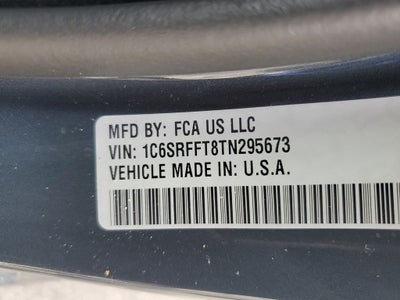 MFD BY: FCA US LLC
VIN: 1C6SRFFT8TN295673
VEHICLE MADE IN: U.S.A.